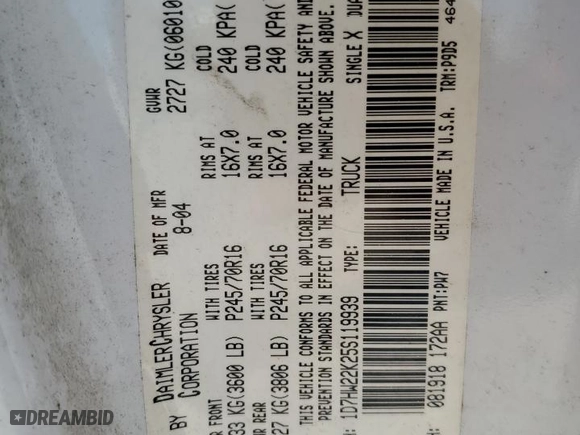 BY DAIMLERCHRYSLER CORPORATION
DATE OF MFR 8-04
GVWR 2727 KG(06010
FRONT WITH TIRES RIMS AT COLD
33 KG(3600 LB) P245/70R16 16X7.0 240 KPA(
REAR WITH TIRES RIMS AT COLD
27 KG(3806 LB) P245/70R16 16X7.0 240 KPA(
THIS VEHICLE CONFORMS TO ALL APPLICABLE FEDERAL MOTOR VEHICLE SAFETY AND
PREVENTION STANDARDS IN EFFECT ON THE DATE OF MANUFACTURE SHOWN ABOVE.
1D7HW22K25S119939 TYPE: TRUCK SINGLE X DUA
081918 172AA PNT:PW7 VEHICLE MADE IN U.S.A. TRM:P9D5 464
DREAMBID